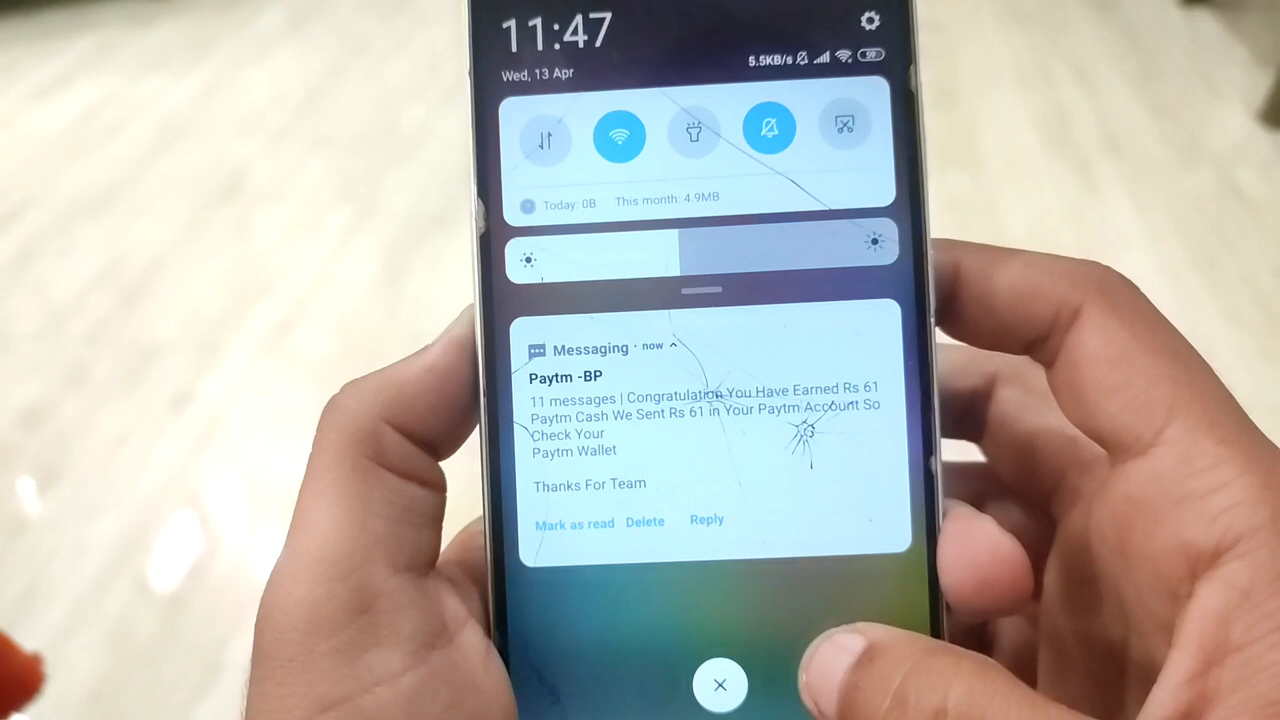 11:47
Wed, 13 Apr
5.5KB/s 59
Today: 0B This month: 4.9MB
Messaging · now
Paytm -BP
11 messages | Congratulation You Have Earned Rs 61
Paytm Cash We Sent Rs 61 in Your Paytm Account So
Check Your
Paytm Wallet
Thanks For Team
Mark as read Delete Reply